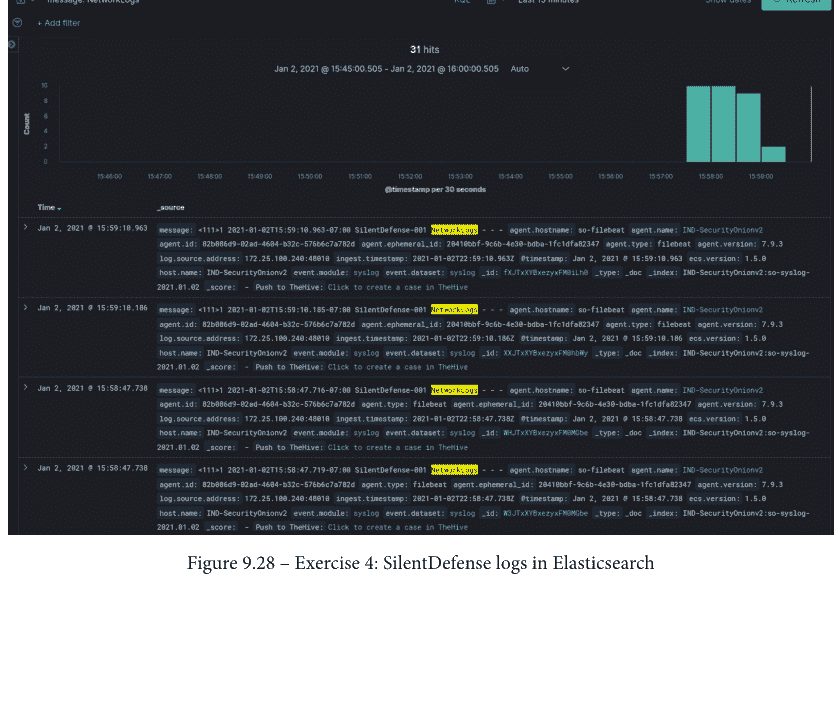 message: NetworkLogs KQL Last 15 minutes Show dates Refresh
+ Add filter
31 hits
Jan 2, 2021 @ 15:45:00.505 - Jan 2, 2021 @ 16:00:00.505 Auto
Count
10
8
6
4
2
0
15:46:00 15:47:00 15:48:00 15:49:00 15:50:00 15:51:00 15:52:00 15:53:00 15:54:00 15:55:00 15:56:00 15:57:00 15:58:00 15:59:00
@timestamp per 30 seconds
Time _source
Jan 2, 2021 @ 15:59:10.963 message: <111>1 2021-01-02T15:59:10.963-07:00 SilentDefense-001 NetworkLogs - - - agent.hostname: so-filebeat agent.name: IND-SecurityOnionv2
agent.id: 82b086d9-02ad-4604-b32c-576b6c7a782d agent.ephemeral_id: 20410bbf-9c6b-4e30-bdba-1fc1dfa82347 agent.type: filebeat agent.version: 7.9.3
log.source.address: 172.25.100.240:48010 ingest.timestamp: 2021-01-02T22:59:10.963Z @timestamp: Jan 2, 2021 @ 15:59:10.963 ecs.version: 1.5.0
host.name: IND-SecurityOnionv2 event.module: syslog event.dataset: syslog _id: _type: _doc _index: IND-SecurityOnionv2:so-syslog-
2021.01.02 _score: - Push to TheHive: Click to create a case in TheHive
Jan 2, 2021 @ 15:59:10.186 message: <111>1 2021-01-02T15:59:10.185-07:00 SilentDefense-001 NetworkLogs - - - agent.hostname: so-filebeat agent.name: IND-SecurityOnionv2
agent.id: 82b086d9-02ad-4604-b32c-576b6c7a782d agent.ephemeral_id: 20410bbf-9c6b-4e30-bdba-1fc1dfa82347 agent.type: filebeat agent.version: 7.9.3
log.source.address: 172.25.100.240:48010 ingest.timestamp: 2021-01-02T22:59:10.186Z @timestamp: Jan 2, 2021 @ 15:59:10.186 ecs.version: 1.5.0
host.name: IND-SecurityOnionv2 event.module: syslog event.dataset: syslog _id: _type: _doc _index: IND-SecurityOnionv2:so-syslog-
2021.01.02 _score: - Push to TheHive: Click to create a case in TheHive
Jan 2, 2021 @ 15:58:47.738 message: <111>1 2021-01-02T15:58:47.716-07:00 SilentDefense-001 NetworkLogs - - - agent.hostname: so-filebeat agent.name: IND-SecurityOnionv2
agent.id: 82b086d9-02ad-4604-b32c-576b6c7a782d agent.type: filebeat agent.ephemeral_id: 20410bbf-9c6b-4e30-bdba-1fc1dfa82347 agent.version: 7.9.3
log.source.address: 172.25.100.240:48010 ingest.timestamp: 2021-01-02T22:58:47.738Z @timestamp: Jan 2, 2021 @ 15:58:47.738 ecs.version: 1.5.0
host.name: IND-SecurityOnionv2 event.module: syslog event.dataset: syslog _id: _type: _doc _index: IND-SecurityOnionv2:so-syslog-
2021.01.02 _score: - Push to TheHive: Click to create a case in TheHive
Jan 2, 2021 @ 15:58:47.738 message: <111>1 2021-01-02T15:58:47.719-07:00 SilentDefense-001 NetworkLogs - - - agent.hostname: so-filebeat agent.name: IND-SecurityOnionv2
agent.id: 82b086d9-02ad-4604-b32c-576b6c7a782d agent.type: filebeat agent.ephemeral_id: 20410bbf-9c6b-4e30-bdba-1fc1dfa82347 agent.version: 7.9.3
log.source.address: 172.25.100.240:48010 ingest.timestamp: 2021-01-02T22:58:47.738Z @timestamp: Jan 2, 2021 @ 15:58:47.738 ecs.version: 1.5.0
host.name: IND-SecurityOnionv2 event.module: syslog event.dataset: syslog _id: _type: _doc _index: IND-SecurityOnionv2:so-syslog-
2021.01.02 _score: - Push to TheHive: Click to create a case in TheHive
Figure 9.28 – Exercise 4: SilentDefense logs in Elasticsearch